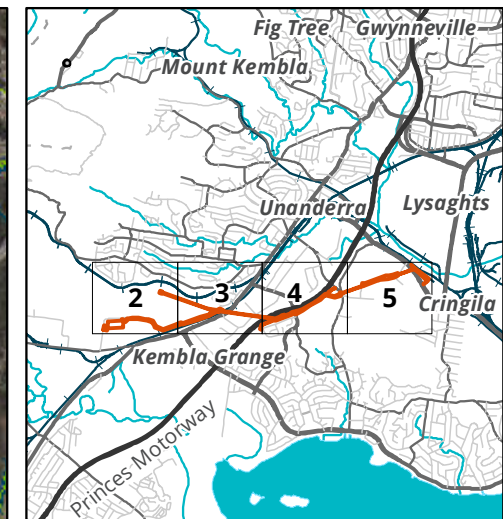 Fig Tree
Gwynneville
Mount Kembla
Unanderra
Lysaghts
2
3
4
5
Cringila
Kembla Grange
Princes Motorway